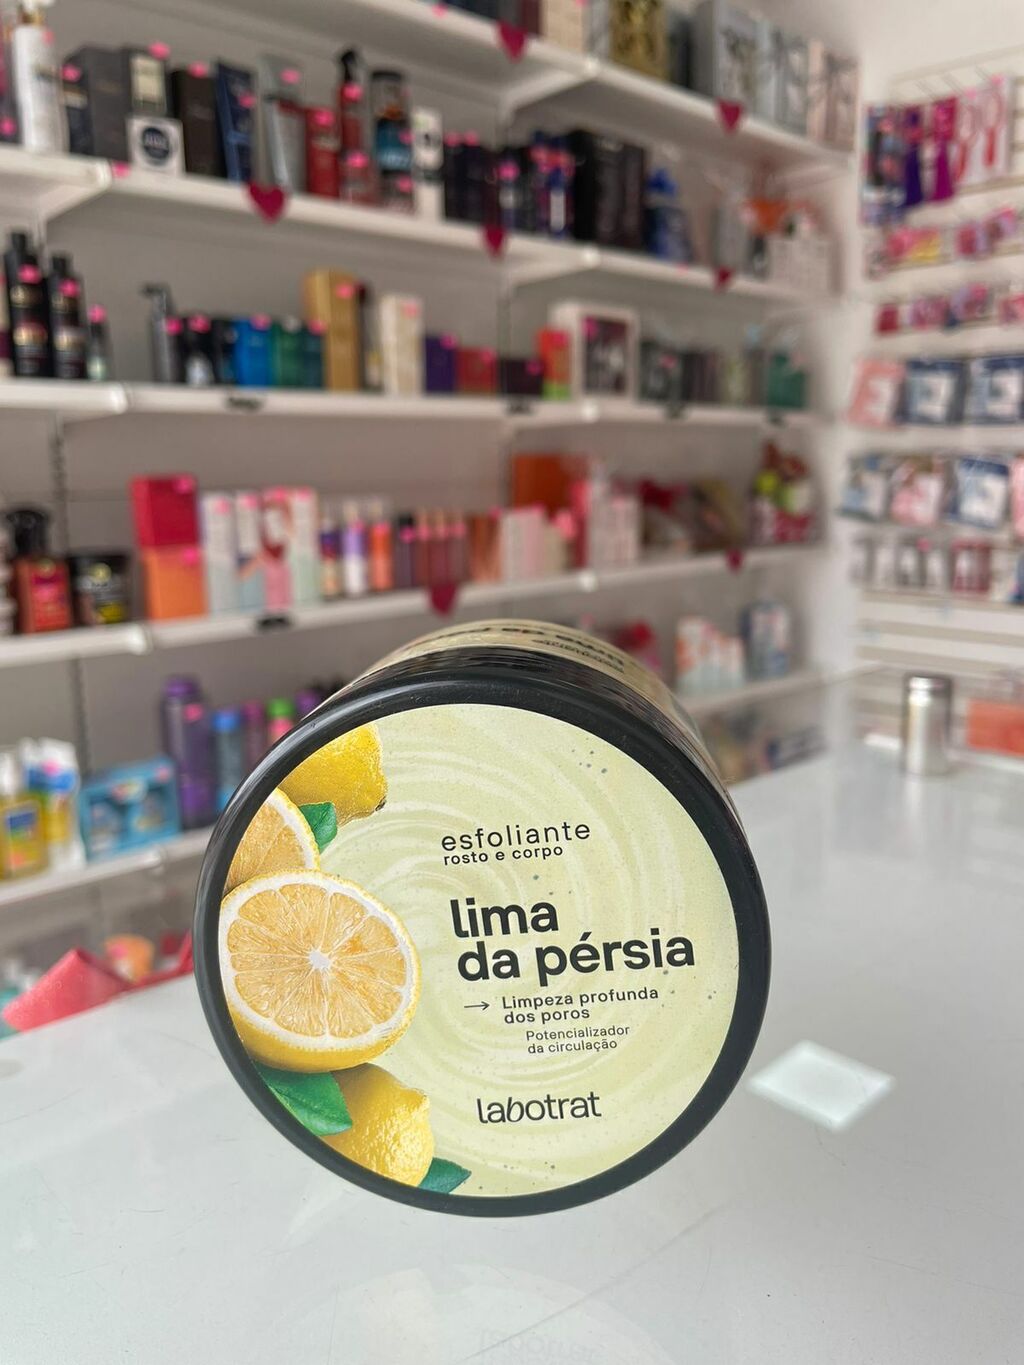 esfoliante
rosto e corpo
lima
da pérsia
→ Limpeza profunda
dos poros
Potencializador
da circulação
labotrat